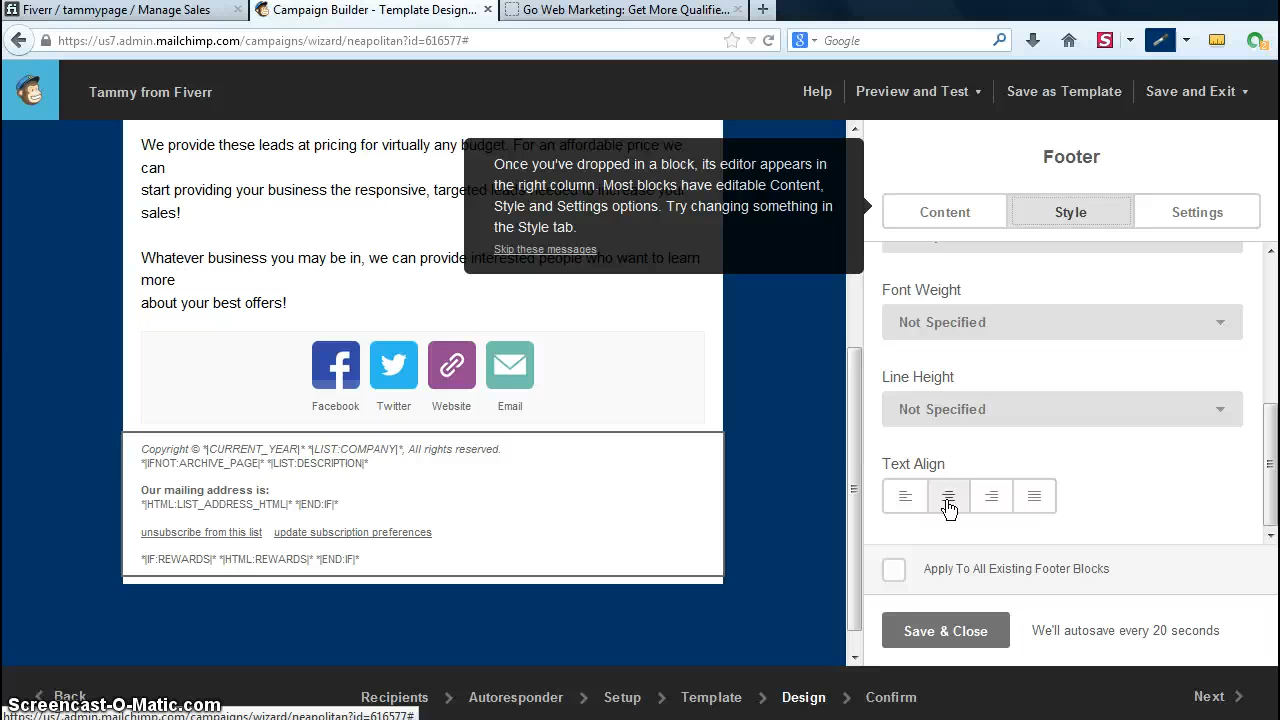 Fiverr / tammypage / Manage Sales
Campaign Builder - Template Design...
Go Web Marketing: Get More Qualifie...
https://us7.admin.mailchimp.com/campaigns/wizard/neapolitan?id=616577#
Google
Tammy from Fiverr
Help
Preview and Test
Save as Template
Save and Exit
We provide these leads at pricing for virtually any budget. For an affordable price we
can
start providing your business the responsive, targeted leads needed to increase your
sales!
Whatever business you may be in, we can provide interested people who want to learn
more
about your best offers!
Once you've dropped in a block, its editor appears in
the right column. Most blocks have editable Content,
Style and Settings options. Try changing something in
the Style tab.
Skip these messages
Facebook
Twitter
Website
Email
Copyright © *|CURRENT_YEAR|* *|LIST:COMPANY|*, All rights reserved.
*|IFNOT:ARCHIVE_PAGE|* *|LIST:DESCRIPTION|*
Our mailing address is:
*|HTML:LIST_ADDRESS_HTML|* *|END:IF|*
unsubscribe from this list update subscription preferences
*|IF:REWARDS|* *|HTML:REWARDS|* *|END:IF|*
Footer
Content
Style
Settings
Font Weight
Not Specified
Line Height
Not Specified
Text Align
Apply To All Existing Footer Blocks
Save & Close
We'll autosave every 20 seconds
Back
Recipients
Autoresponder
Setup
Template
Design
Confirm
Next
Screencast-O-Matic.com
https://us7.admin.mailchimp.com/campaigns/wizard/neapolitan?id=616577#